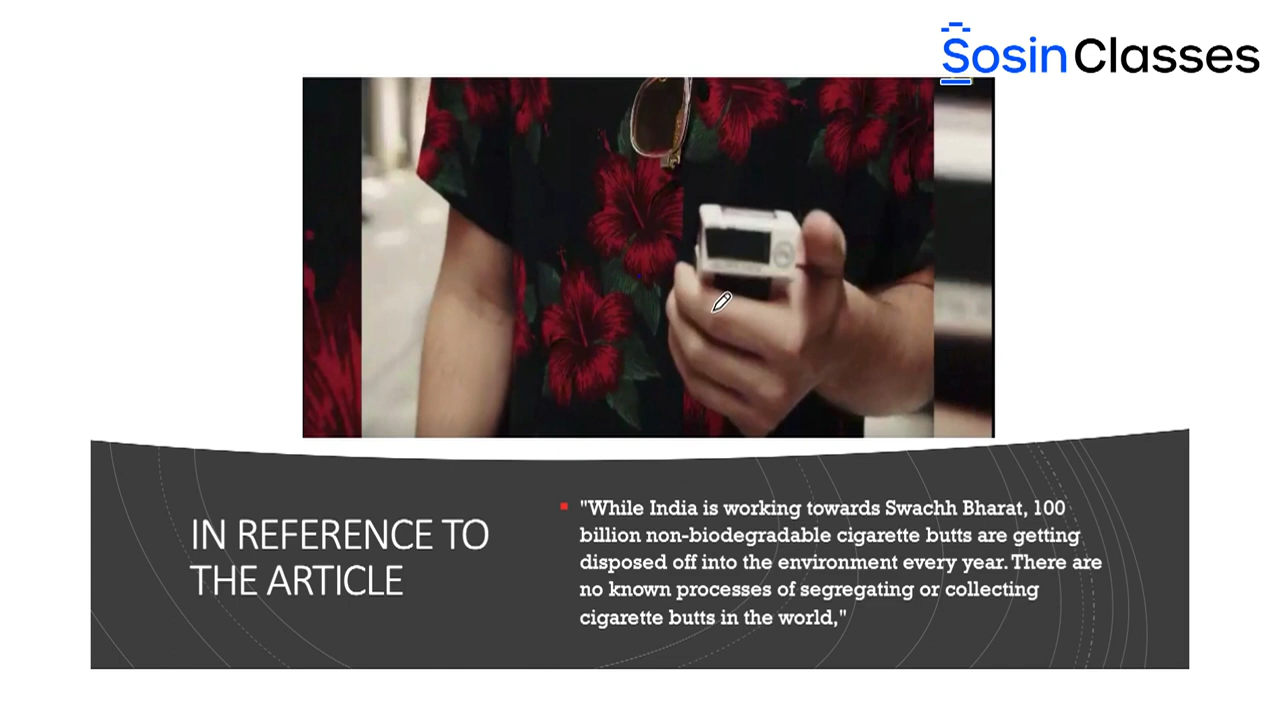 Sosin Classes
IN REFERENCE TO
THE ARTICLE
"While India is working towards Swachh Bharat, 100
billion non-biodegradable cigarette butts are getting
disposed off into the environment every year. There are
no known processes of segregating or collecting
cigarette butts in the world,"